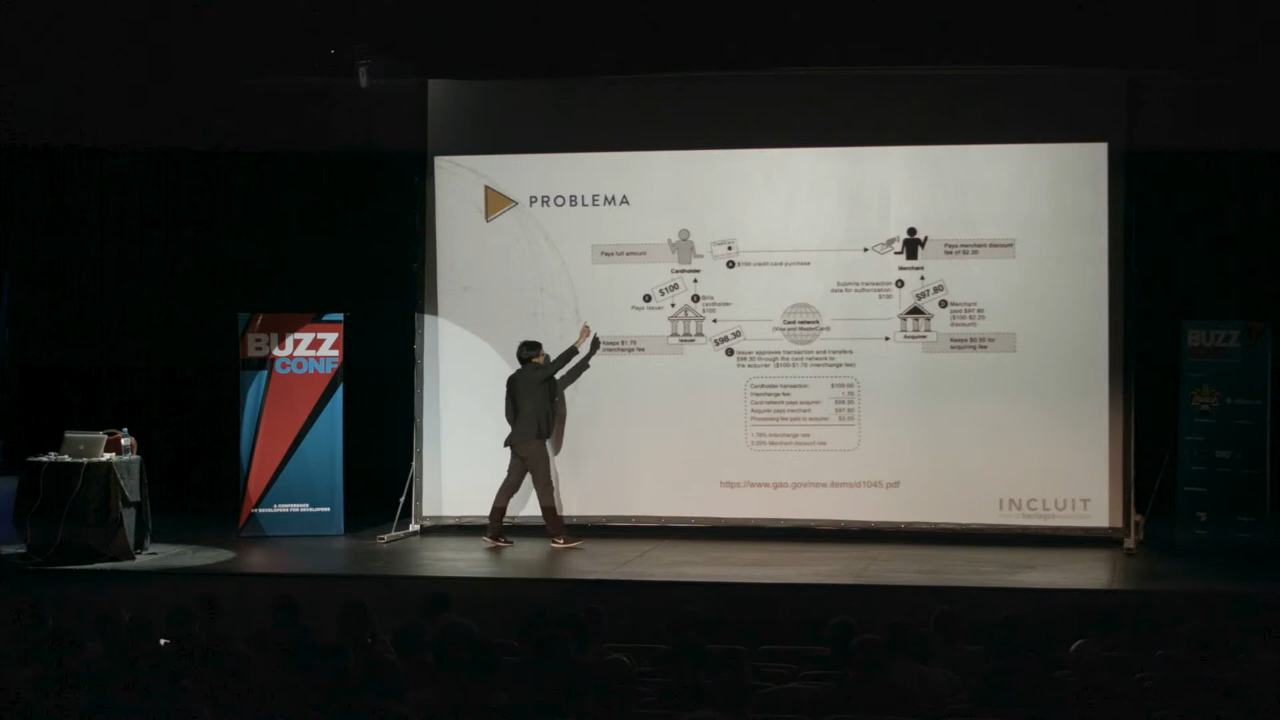 PROBLEMA
Pays full amount
CreditCard
Pays merchant discount
fee of $2.20
A $100 credit card purchase
Cardholder
Merchant
Submits transaction
data for authorization:
$100
B
$100
F
Pays issuer
E Bills
cardholder
$100
$97.80
D Merchant
paid $97.80
($100-$2.20
discount)
Card network
(Visa and MasterCard)
Issuer
$98.30
Acquirer
Keeps $1.70
interchange fee
Keeps $0.50 for
acquiring fee
C Issuer approves transaction and transfers
$98.30 through the card network to
the acquirer ($100-$1.70 interchange fee)
Cardholder transaction: $100.00
Interchange fee: 1.70
Card network pays acquirer: $98.30
Acquirer pays merchant $97.80
Processing fee paid to acquirer $0.50
1.70% Interchange rate
2.20% Merchant discount rate
https://www.gao.gov/new.items/d1045.pdf
INCLUIT
BUZZ
CONF
A CONFERENCE
BY DEVELOPERS FOR DEVELOPERS
BUZZ